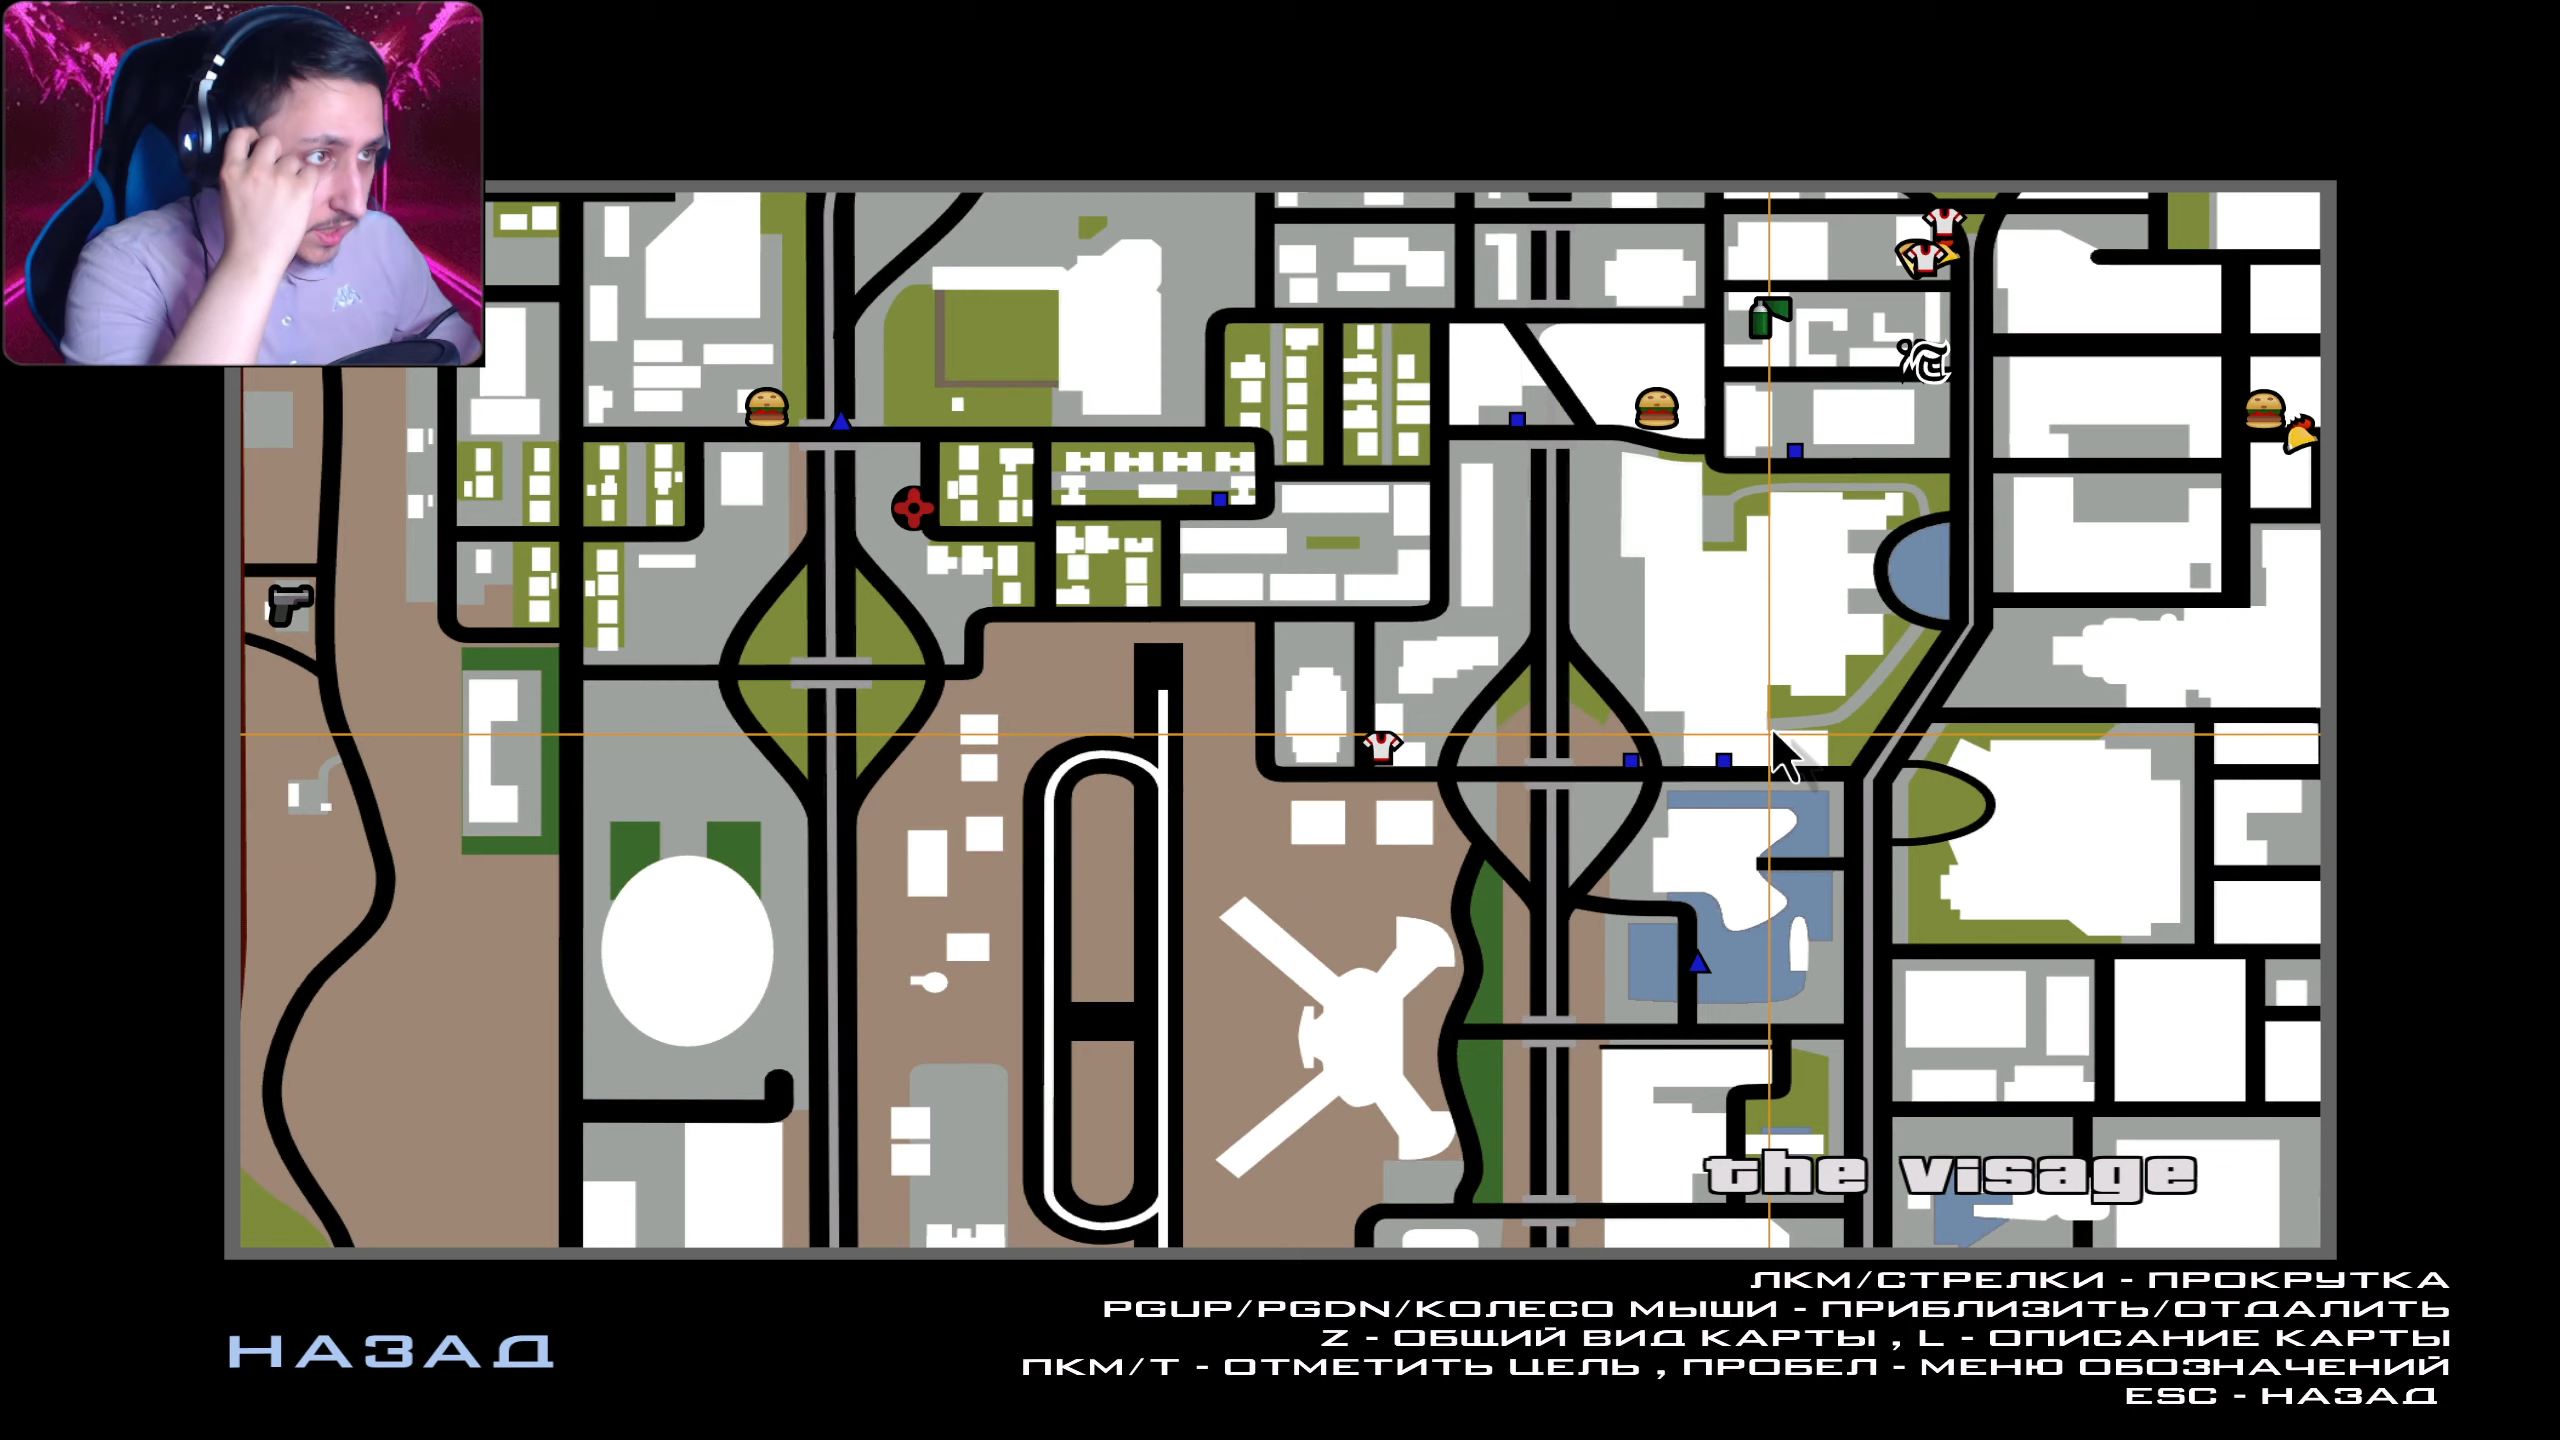 the visage
ЛКМ/СТРЕЛКИ - ПРОКРУТКА
PGUP/PGDN/КОЛЕСО МЫШИ - ПРИБЛИЗИТЬ/ОТДАЛИТЬ
Z - ОБЩИЙ ВИД КАРТЫ , L - ОПИСАНИЕ КАРТЫ
ПКМ/T - ОТМЕТИТЬ ЦЕЛЬ , ПРОБЕЛ - МЕНЮ ОБОЗНАЧЕНИЙ
ESC - НАЗАД
НАЗАД